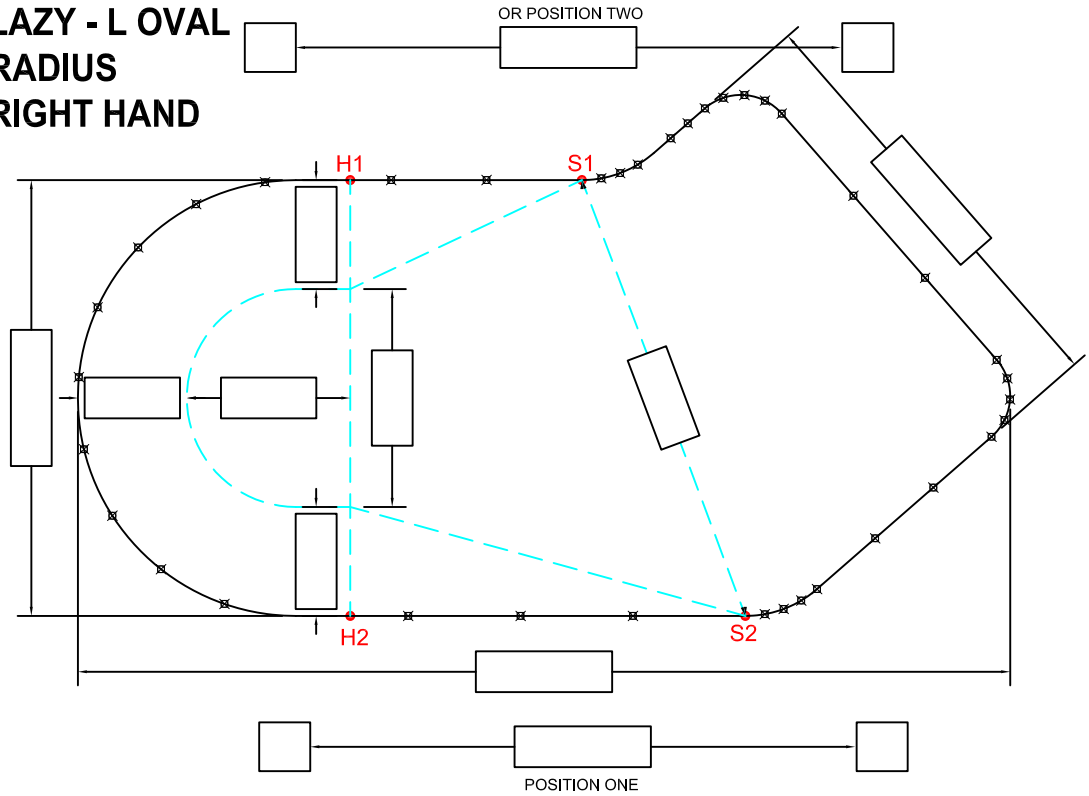 LAZY - L OVAL
RADIUS
RIGHT HAND
OR POSITION TWO
H1
S1
H2
S2
POSITION ONE